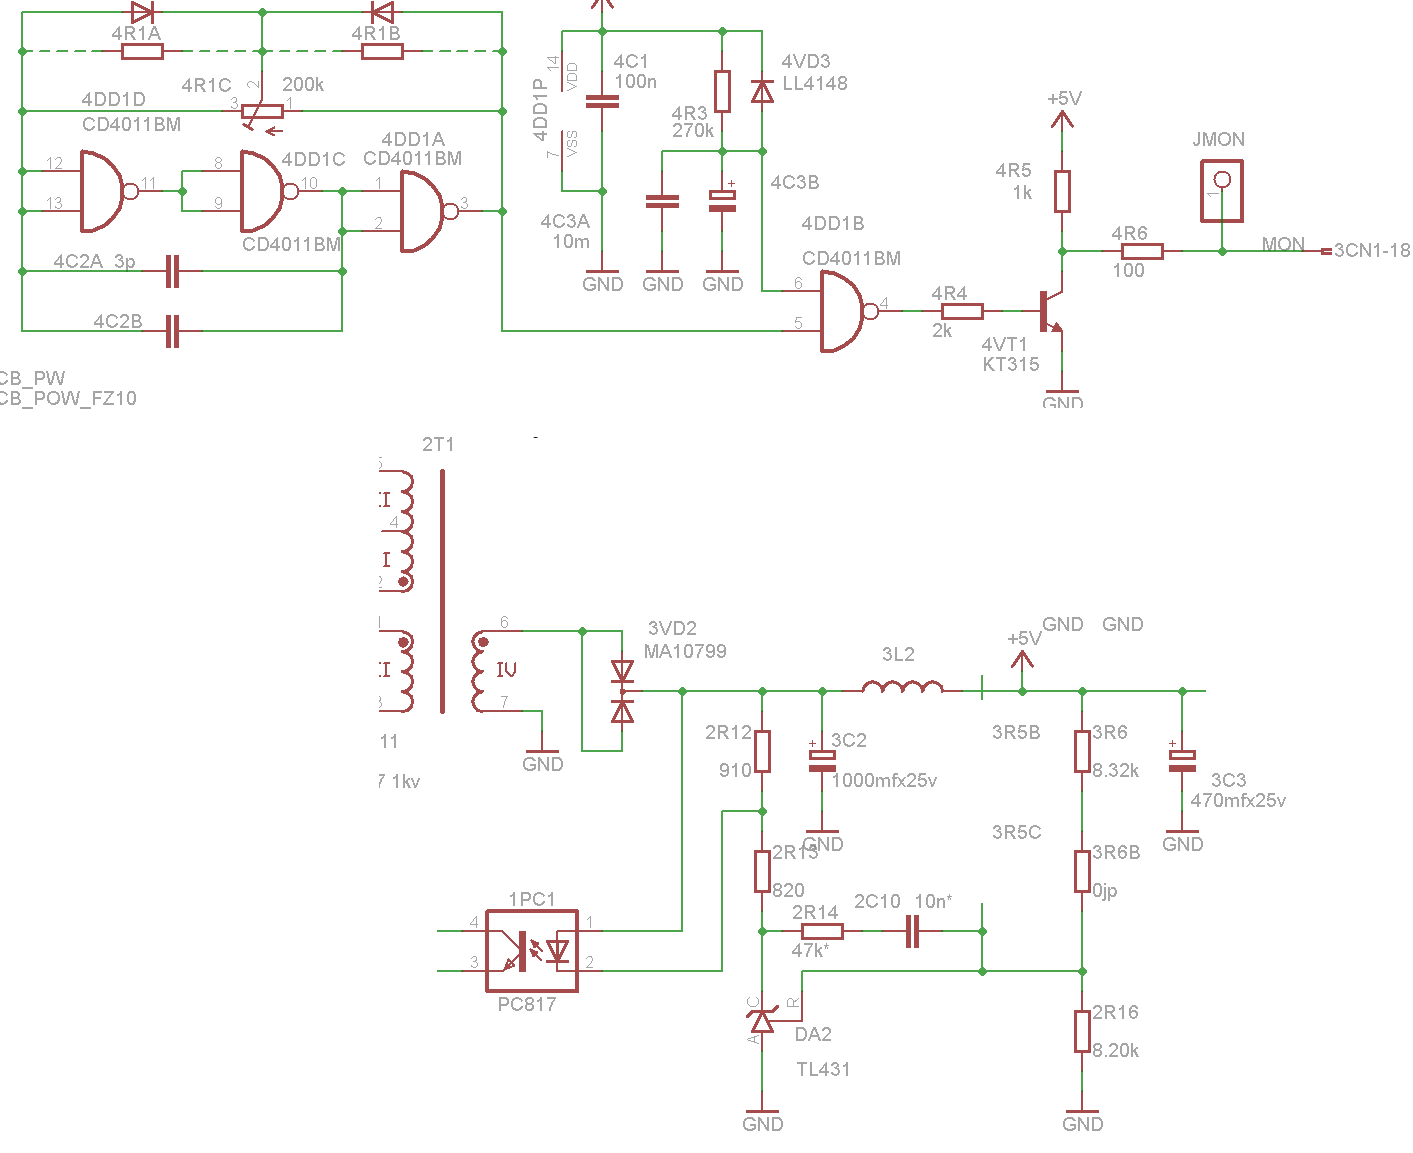 4R1A
4R1B
4R1C
200k
3
2
1
4DD1D
CD4011BM
12
13
11
8
9
4DD1C
10
CD4011BM
4DD1A
CD4011BM
1
2
3
4C2A 3p
4C2B
CB_PW
CB_POW_FZ10
4DD1P
14
VDD
7
VSS
4C1
100n
4R3
270k
4VD3
LL4148
+
4C3B
4C3A
10m
GND
GND
GND
4DD1B
CD4011BM
6
5
4
4R4
2k
4VT1
KT315
GND
+5V
4R5
1k
4R6
100
JMON
1
MON
3CN1-18
2T1
-
4
I
6
IV
7
11
7 1kv
GND
3VD2
MA10799
3L2
+5V
GND GND
2R12
910
+
3C2
1000mfx25v
GND
3R5B
3R6
8.32k
+
3C3
470mfx25v
GND
3R5C
3R6B
0jp
2R13
820
2R14
47k*
2C10 10n*
1PC1
4
3
1
2
PC817
C
R
A
DA2
TL431
GND
2R16
8.20k
GND